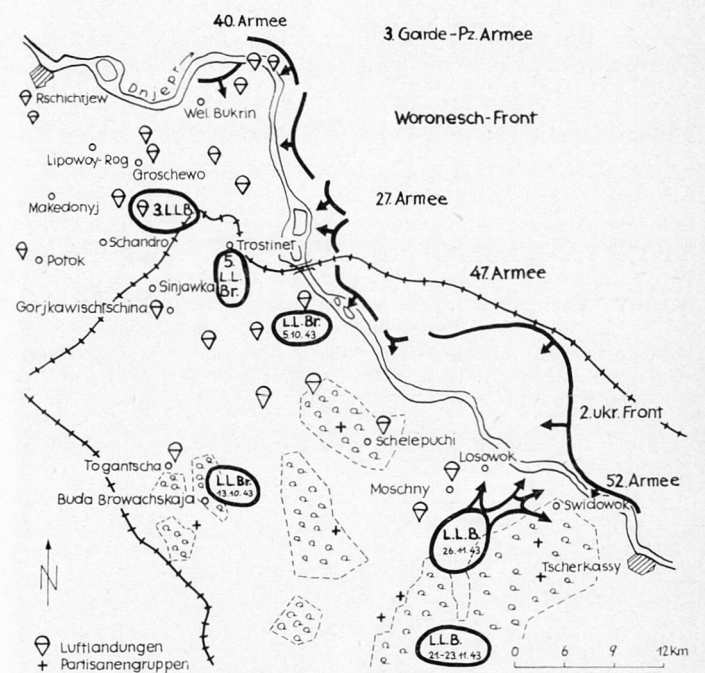 40. Armee
3. Garde-Pz. Armee
Dnjepr
Rschichtjew
Wel. Bukrin
Woronesch-Front
Lipowoy-Rog
Groschewo
27. Armee
Makedonyj
3. L.L.B.
Schandro
Trostinet
Potok
5.
L.L.
Br.
47. Armee
Sinjawka
Gorjkawischtschina
L.L. Br.
5.10.43
2. ukr. Front
Schelepuchi
Togantscha
Losowok
52. Armee
L.L. Br.
13.10.43
Moschny
Buda Browachskaja
Swidowok
L.L.B.
26.11.43
Tscherkassy
N
L.L.B.
21.-23.11.43
Luftlandungen
Partisanengruppen
0 6 9 12 km